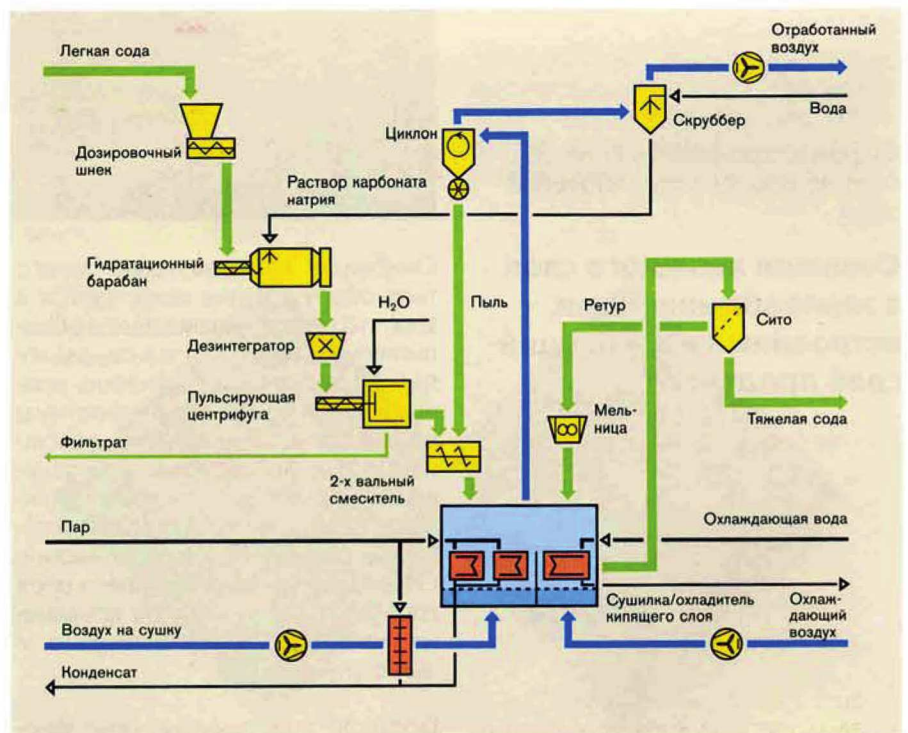 Легкая сода
Дозировочный
шнек
Гидратационный
барабан
Дезинтегратор
Пульсирующая
центрифуга
Фильтрат
Раствор карбоната
натрия
H₂O
Циклон
Пыль
2-х вальный
смеситель
Отработанный
воздух
Вода
Скруббер
Ретур
Сито
Мель-
ница
Тяжелая сода
Пар
Охлаждающая вода
Сушилка/охладитель
кипящего слоя
Охлаж-
дающий
воздух
Воздух на сушку
Конденсат